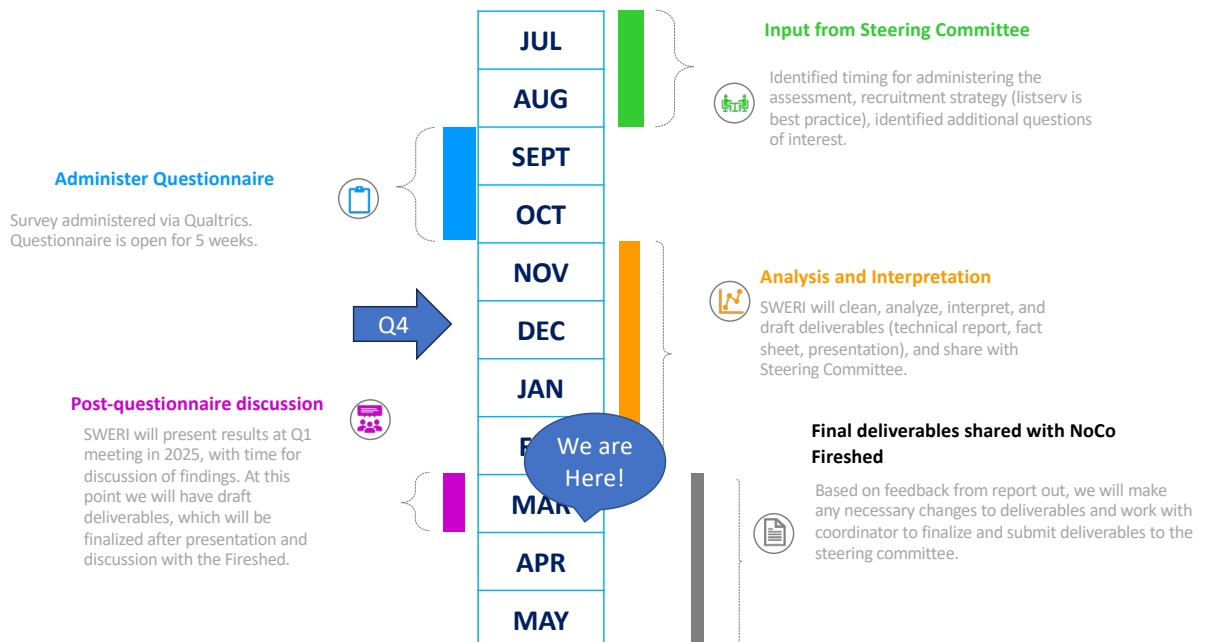 JUL
AUG
SEPT
OCT
NOV
DEC
JAN
MAR
APR
MAY
Input from Steering Committee
Identified timing for administering the
assessment, recruitment strategy (listserv is
best practice), identified additional questions
of interest.
Administer Questionnaire
Survey administered via Qualtrics.
Questionnaire is open for 5 weeks.
Analysis and Interpretation
SWERI will clean, analyze, interpret, and
draft deliverables (technical report, fact
sheet, presentation), and share with
Steering Committee.
Q4
Post-questionnaire discussion
SWERI will present results at Q1
meeting in 2025, with time for
discussion of findings. At this
point we will have draft
deliverables, which will be
finalized after presentation and
discussion with the Fireshed.
We are
Here!
Final deliverables shared with NoCo
Fireshed
Based on feedback from report out, we will make
any necessary changes to deliverables and work with
coordinator to finalize and submit deliverables to the
steering committee.